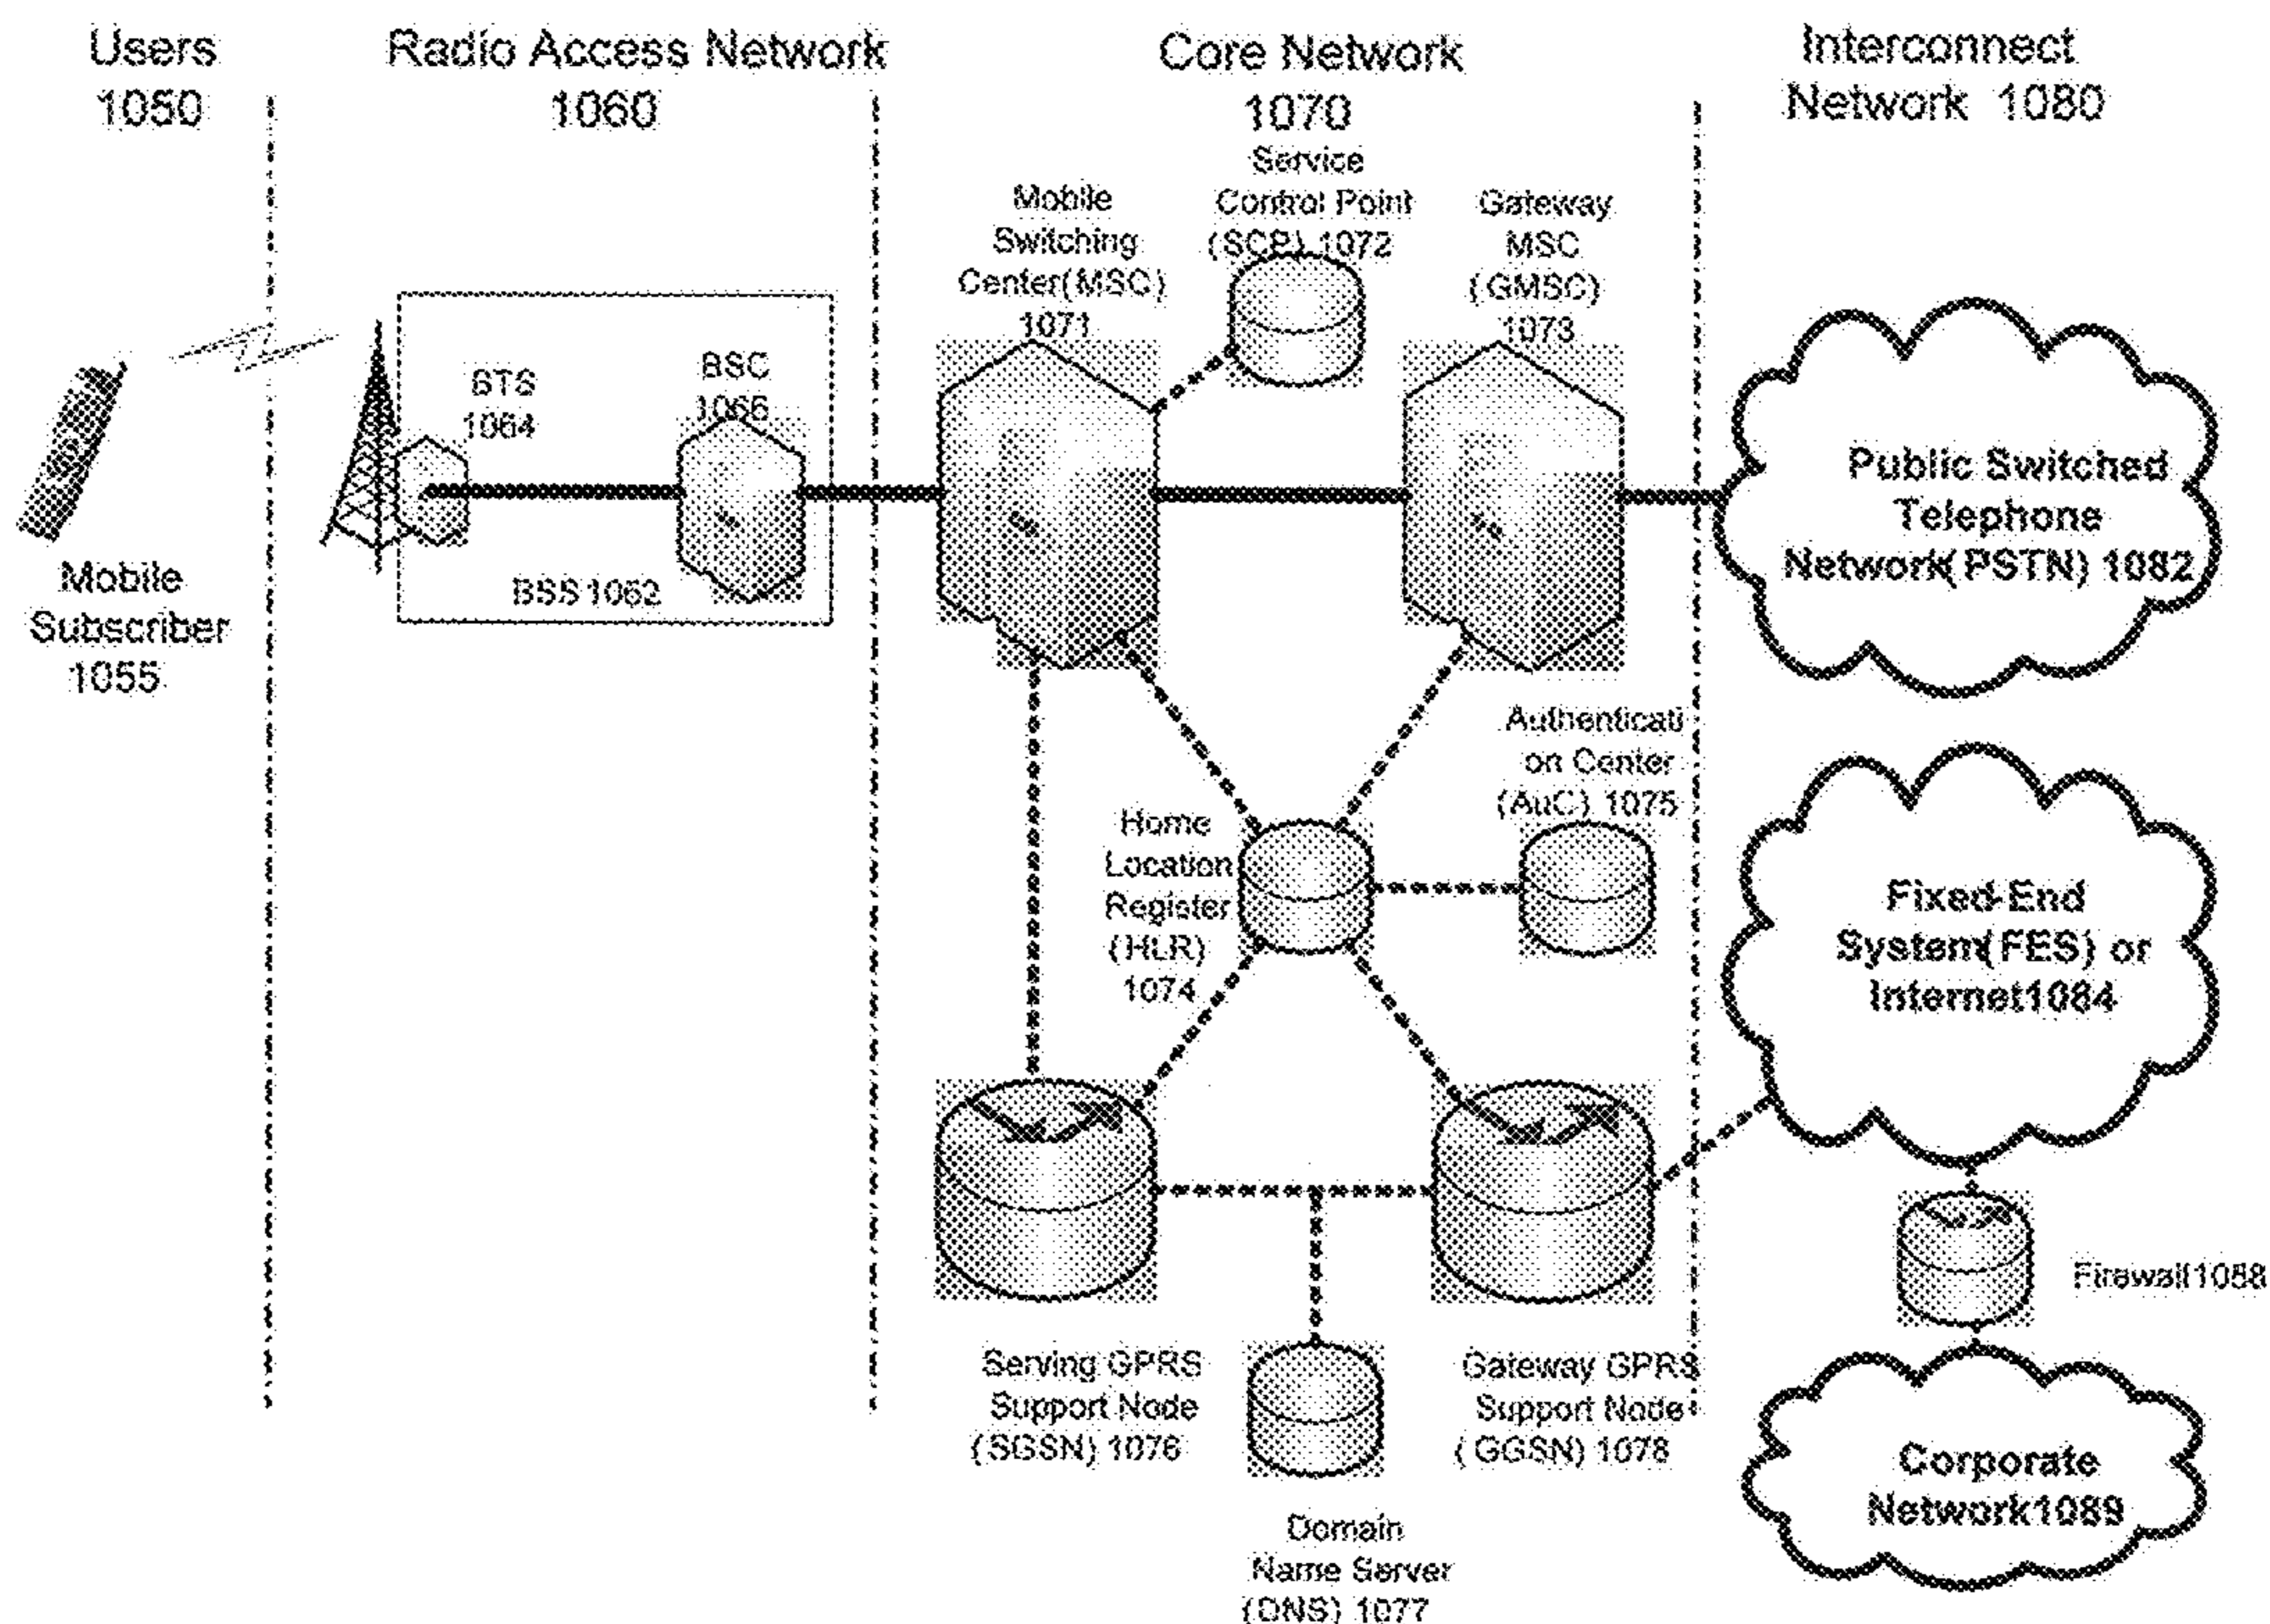 Users
1050
Radio Access Network
1060
Core Network
1070
Interconnect
Network 1080
Service
Control Point
(SCP) 1072
Mobile
Switching
Center(MSC)
1071
Gateway
MSC
(GMSC)
1073
BTS
1064
BSC
1066
BSS1062
Mobile
Subscriber
1055
Public Switched
Telephone
Network(PSTN) 1082
Authenticati
on Center
(AuC) 1075
Home
Location
Register
(HLR)
1074
Fixed-End
System(FES) or
Internet1084
Firewall1088
Serving GPRS
Support Node
(SGSN) 1076
Gateway GPRS
Support Node
(GGSN) 1078
Domain
Name Server
(DNS) 1077
Corporate
Network1089